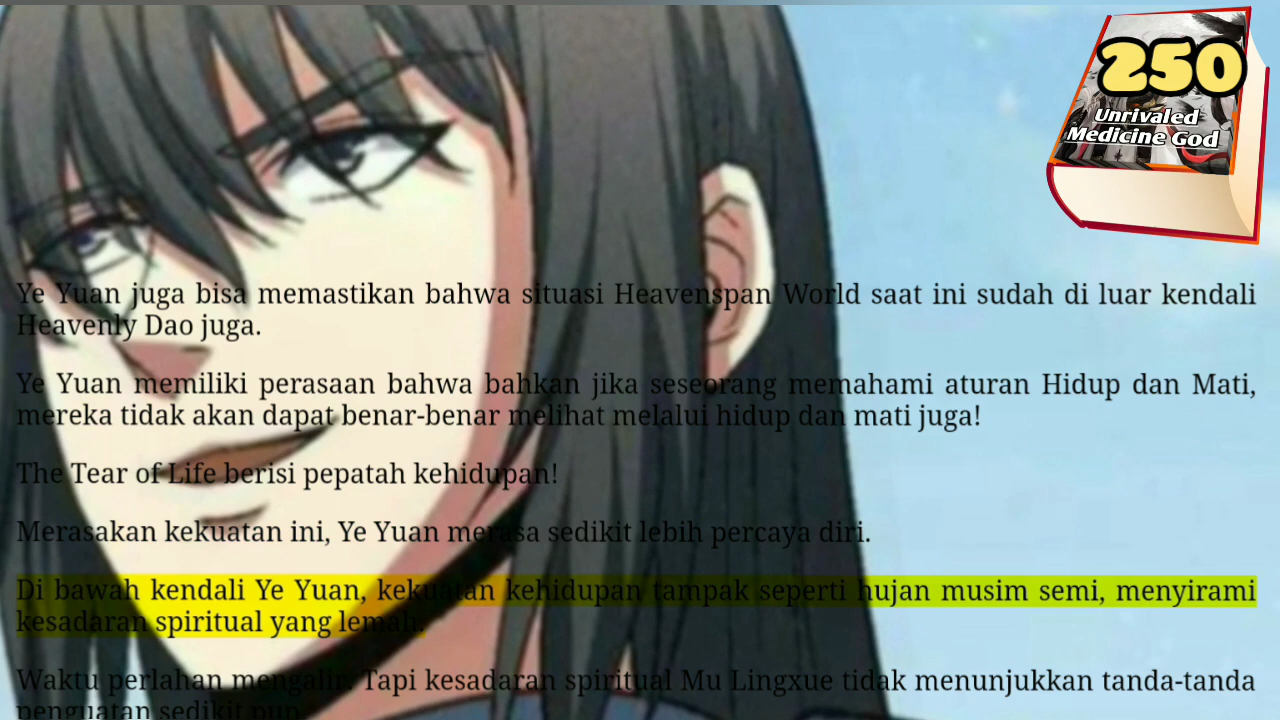 250
Unrivaled
Medicine God
Ye Yuan juga bisa memastikan bahwa situasi Heavenspan World saat ini sudah di luar kendali
Heavenly Dao juga.
Ye Yuan memiliki perasaan bahwa bahkan jika seseorang memahami aturan Hidup dan Mati,
mereka tidak akan dapat benar-benar melihat melalui hidup dan mati juga!
The Tear of Life berisi pepatah kehidupan!
Merasakan kekuatan ini, Ye Yuan merasa sedikit lebih percaya diri.
Di bawah kendali Ye Yuan, kekuatan kehidupan tampak seperti hujan musim semi, menyirami
kesadaran spiritual yang lemah.
Waktu perlahan mengalir. Tapi kesadaran spiritual Mu Lingxue tidak menunjukkan tanda-tanda
penguatan sedikit pun.